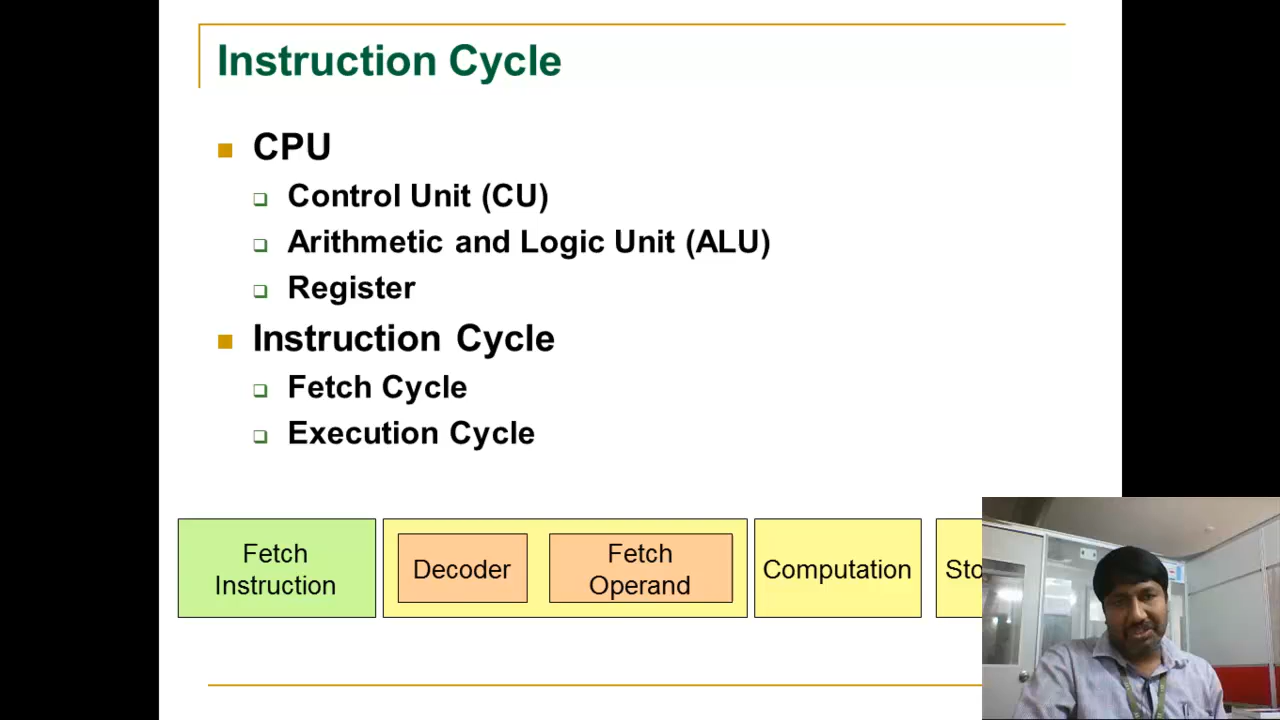 Instruction Cycle
CPU
Control Unit (CU)
Arithmetic and Logic Unit (ALU)
Register
Instruction Cycle
Fetch Cycle
Execution Cycle
Fetch
Instruction
Decoder
Fetch
Operand
Computation